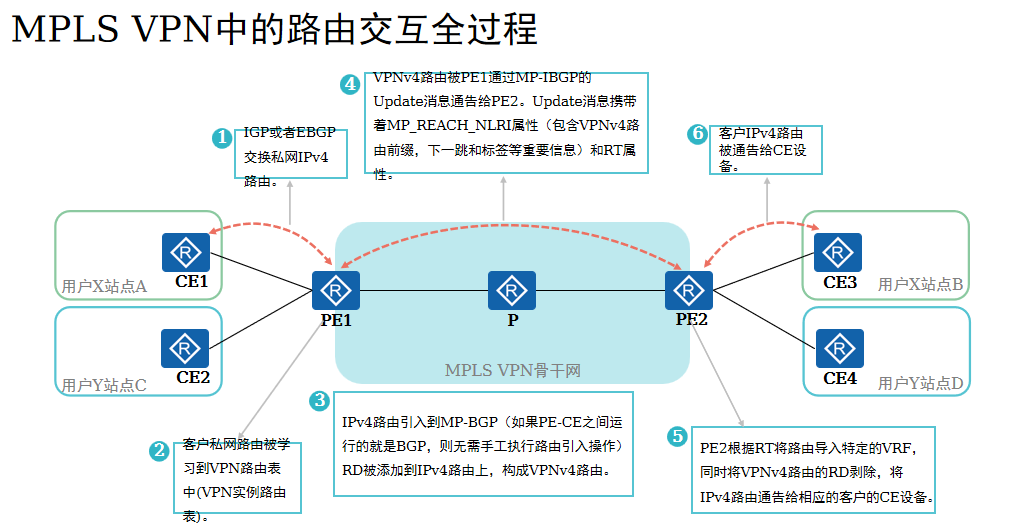 MPLS VPN中的路由交互全过程
4
VPNv4路由被PE1通过MP-IBGP的
Update消息通告给PE2。Update消息携带
着MP_REACH_NLRI属性（包含VPNv4路
由前缀，下一跳和标签等重要信息）和RT属
性。
1
IGP或者EBGP
交换私网IPv4
路由。
6
客户IPv4路由
被通告给CE设
备。
R
CE1
用户X站点A
R
CE2
用户Y站点C
R
PE1
R
P
R
PE2
MPLS VPN骨干网
R
CE3
用户X站点B
R
CE4
用户Y站点D
2
客户私网路由被学
习到VPN路由表
中(VPN实例路由
表)。
3
IPv4路由引入到MP-BGP（如果PE-CE之间运
行的就是BGP，则无需手工执行路由引入操作）
RD被添加到IPv4路由上，构成VPNv4路由。
5
PE2根据RT将路由导入特定的VRF，
同时将VPNv4路由的RD剥除，将
IPv4路由通告给相应的客户的CE设备。